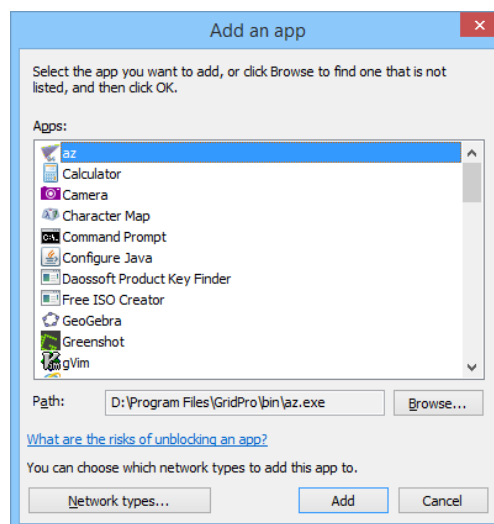 Add an app
Select the app you want to add, or click Browse to find one that is not
listed, and then click OK.
Apps:
az
Calculator
Camera
Character Map
Command Prompt
Configure Java
Daossoft Product Key Finder
Free ISO Creator
GeoGebra
Greenshot
gVim
Path:
D:\Program Files\GridPro\bin\az.exe
Browse...
What are the risks of unblocking an app?
You can choose which network types to add this app to.
Network types...
Add
Cancel